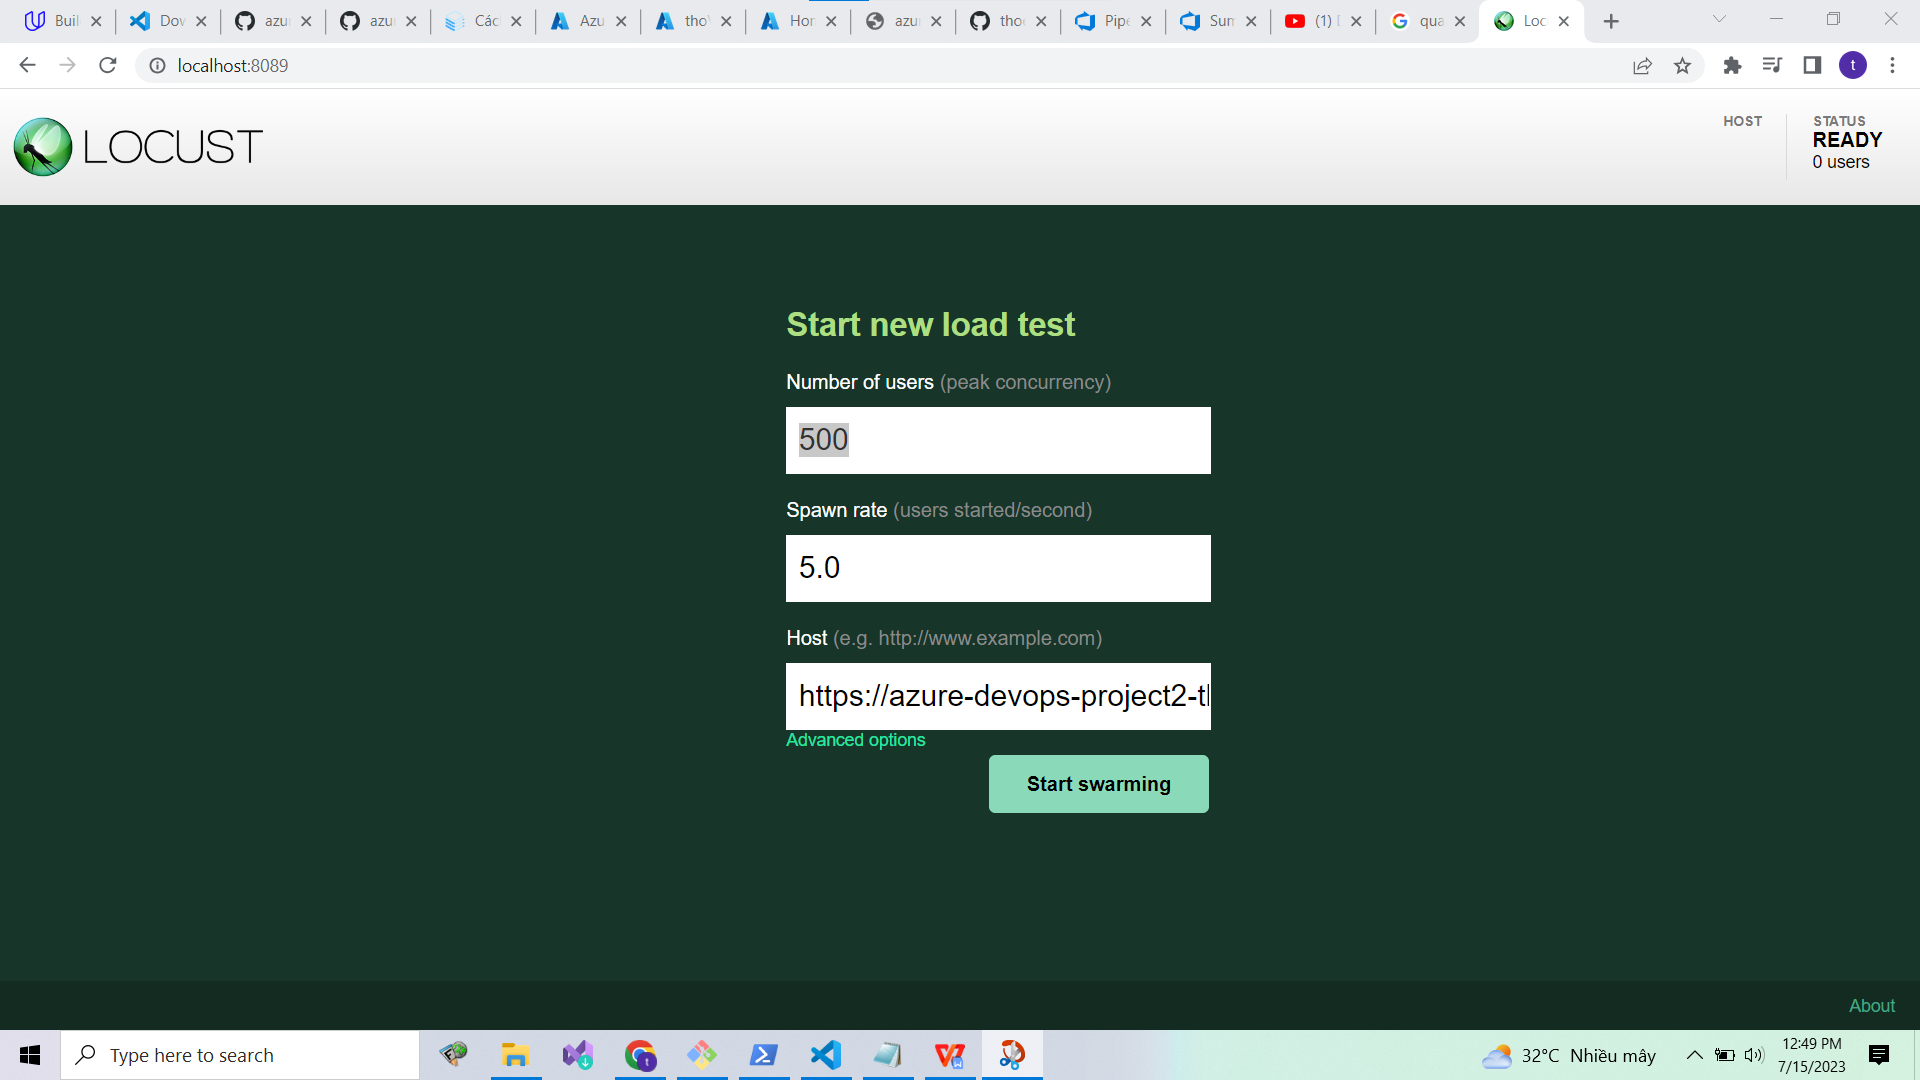 Buil
Dov
azu
azu
Các
Azu
tho
Hor
azu
tho
Pipe
Sum
(1)
qua
Loc
localhost:8089
t
LOCUST
HOST
STATUS
READY
0 users
Start new load test
Number of users (peak concurrency)
500
Spawn rate (users started/second)
5.0
Host (e.g. http://www.example.com)
https://azure-devops-project2-t
Advanced options
Start swarming
About
Type here to search
32°C Nhiều mây
12:49 PM
7/15/2023